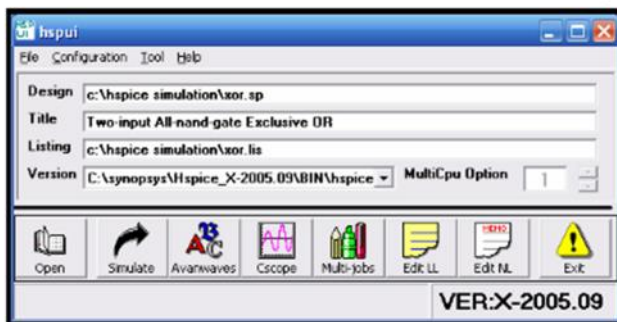 hspui
File Configuration Tool Help
Design c:\hspice simulation\xor.sp
Title Two-input All-nand-gate Exclusive OR
Listing c:\hspice simulation\xor.lis
Version C:\synopsys\Hspice_X-2005.09\BIN\hspice MultiCpu Option 1
Open Simulate Avanwaves Cscope Multi-jobs Edit LL Edit NL Exit
VER:X-2005.09